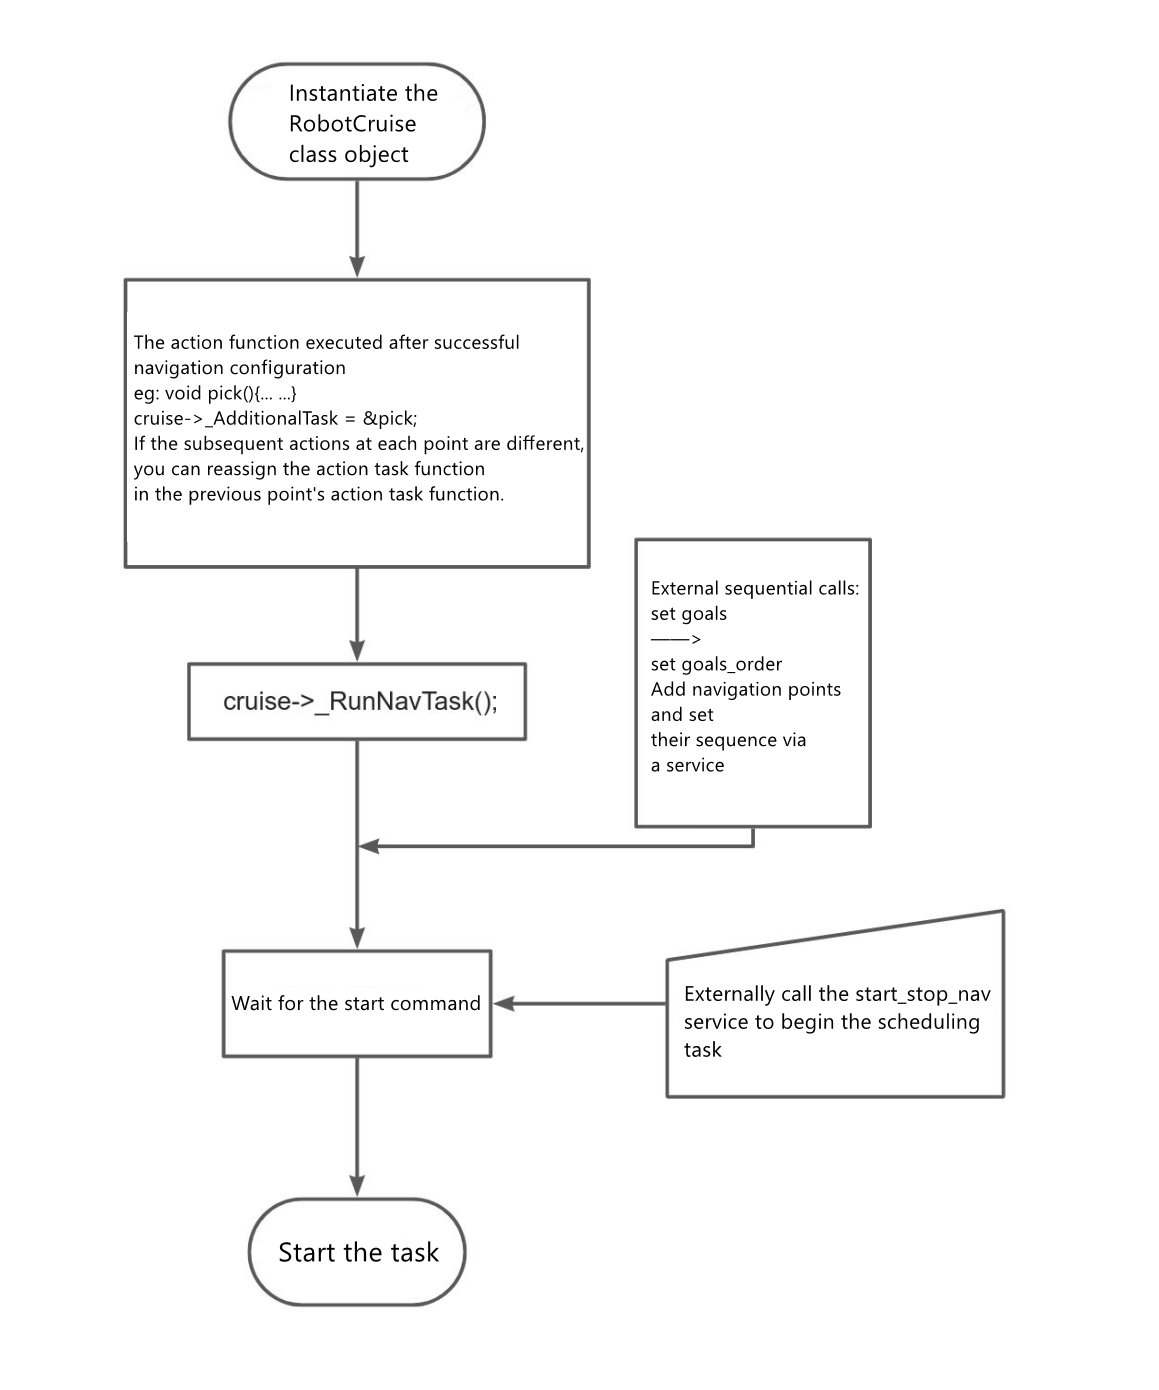 Instantiate the
RobotCruise
class object
The action function executed after successful
navigation configuration
eg: void pick(){... ...}
cruise->_AdditionalTask = &pick;
If the subsequent actions at each point are different,
you can reassign the action task function
in the previous point's action task function.
cruise->_RunNavTask();
External sequential calls:
set goals
——>
set goals_order
Add navigation points
and set
their sequence via
a service
Wait for the start command
Externally call the start_stop_nav
service to begin the scheduling
task
Start the task